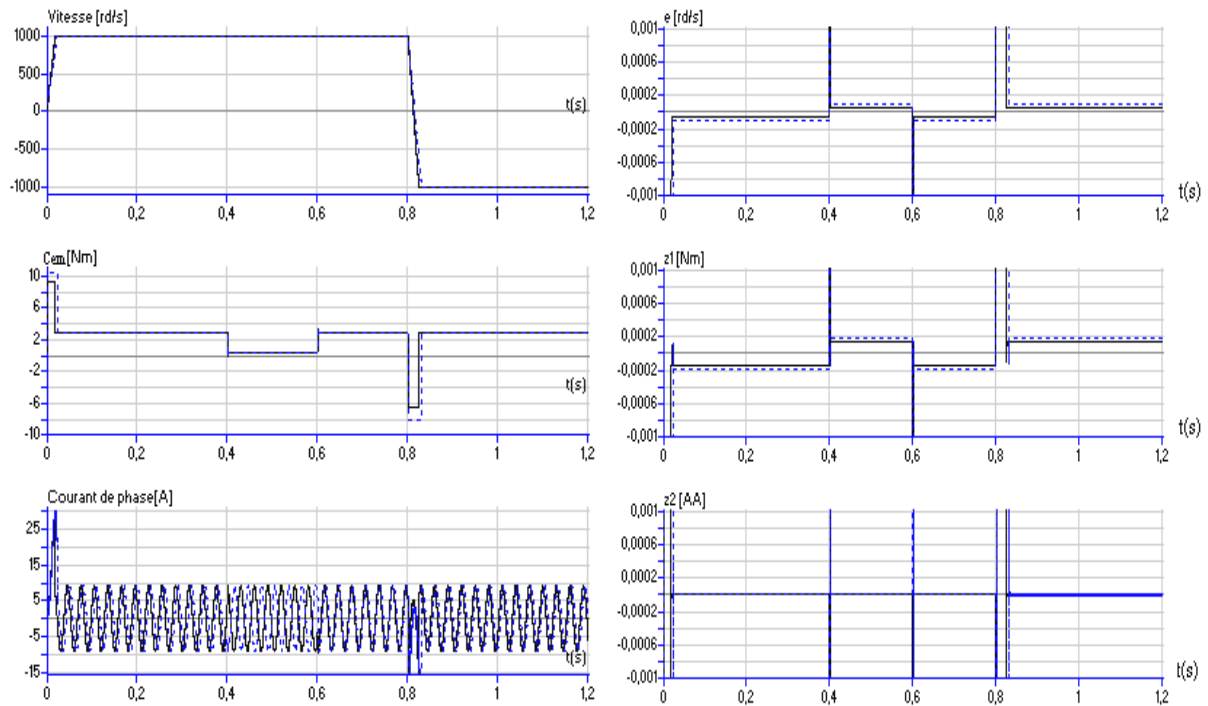 Vitesse [rd/s]
1000
500
0
-500
-1000
t(s)
0 0,2 0,4 0,6 0,8 1 1,2
e [rd/s]
0,001
0,0006
0,0002
-0,0002
-0,0006
-0,001
t(s)
0 0,2 0,4 0,6 0,8 1 1,2
Cem[Nm]
10
6
2
-2
-6
-10
t(s)
0 0,2 0,4 0,6 0,8 1 1,2
z1[Nm]
0,001
0,0006
0,0002
-0,0002
-0,0006
-0,001
t(s)
0 0,2 0,4 0,6 0,8 1 1,2
Courant de phase[A]
25
15
5
-5
-15
t(s)
0 0,2 0,4 0,6 0,8 1 1,2
z2 [AA]
0,001
0,0006
0,0002
-0,0002
-0,0006
-0,001
t(s)
0 0,2 0,4 0,6 0,8 1 1,2